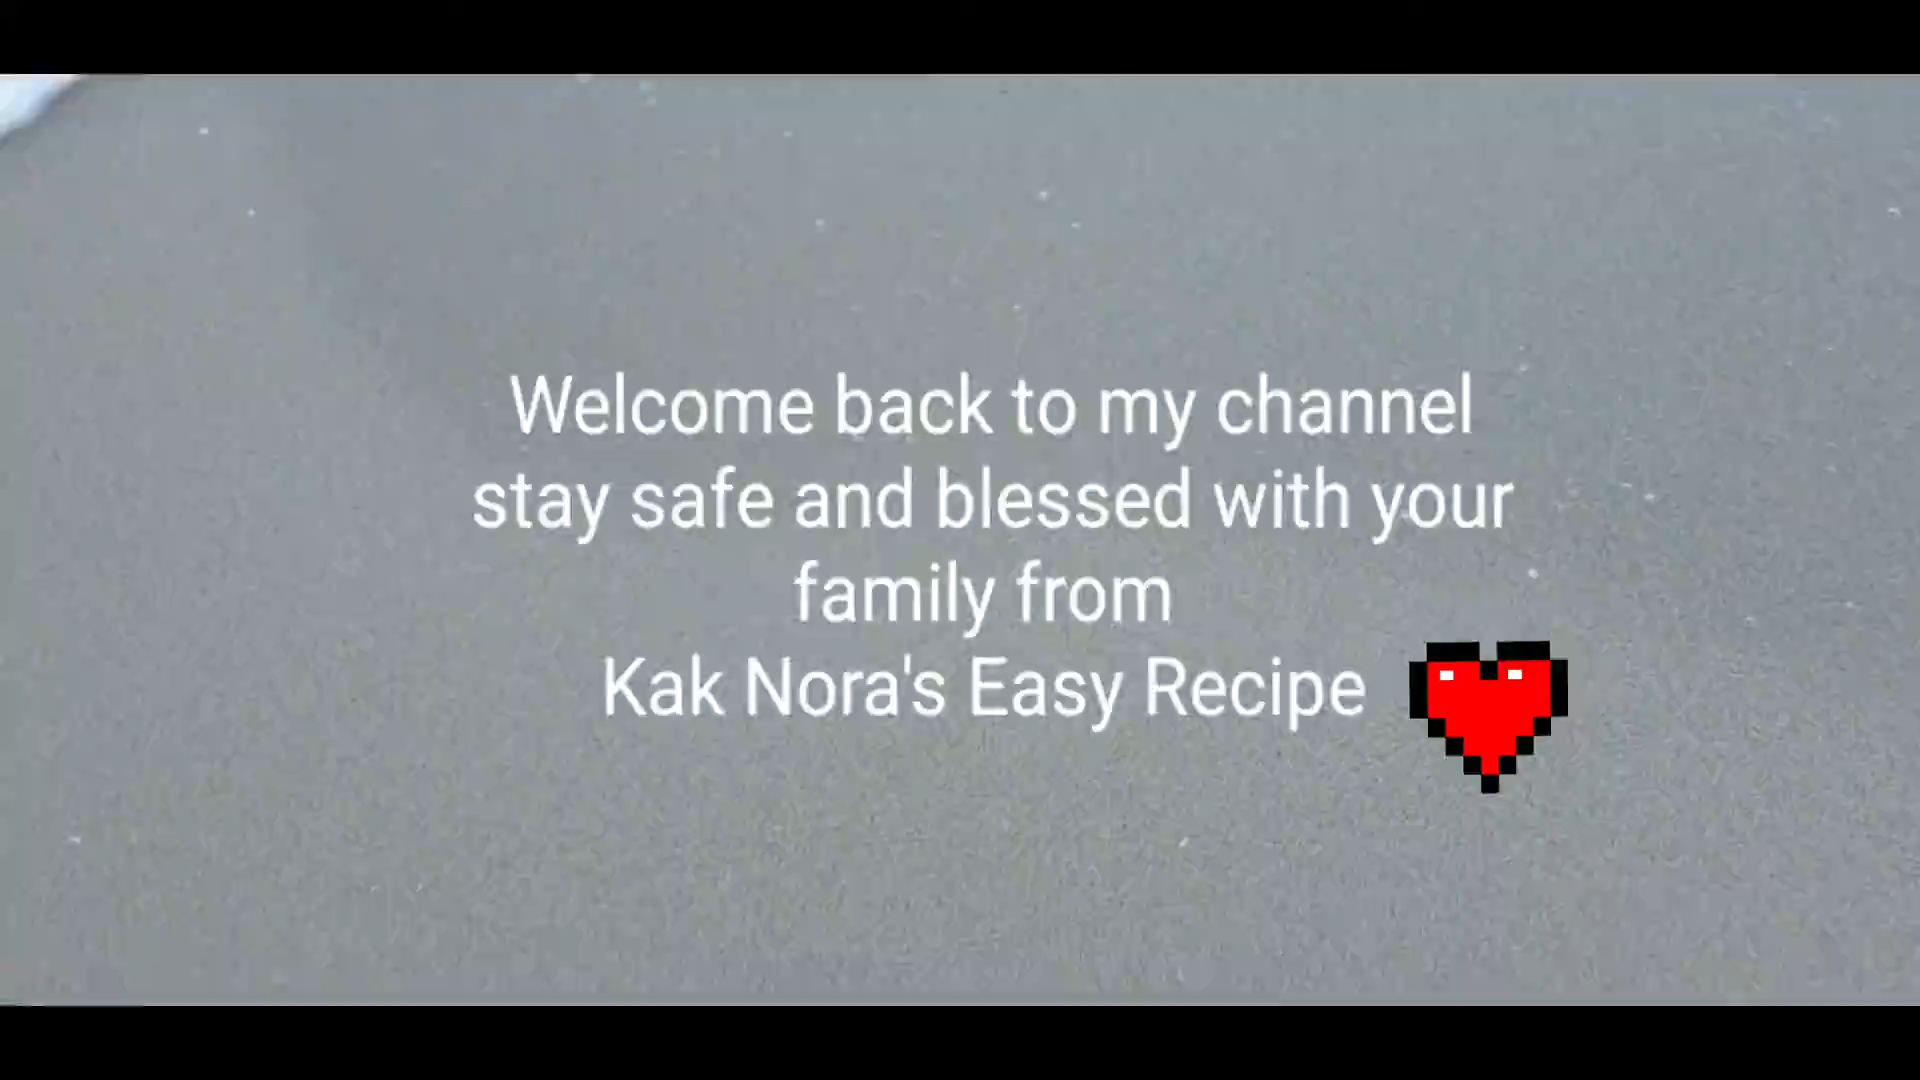 Welcome back to my channel
stay safe and blessed with your
family from
Kak Nora's Easy Recipe